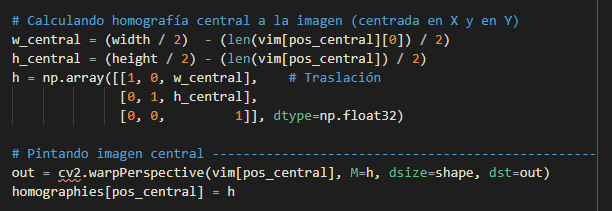 # Calculando homografía central a la imagen (centrada en X y en Y)
w_central = (width / 2)  - (len(vim[pos_central][0]) / 2)
h_central = (height / 2) - (len(vim[pos_central]) / 2)
h = np.array([[1, 0, w_central],    # Traslación
              [0, 1, h_central],
              [0, 0,         1]], dtype=np.float32)

# Pintando imagen central -------------------------------------------------
out = cv2.warpPerspective(vim[pos_central], M=h, dsize=shape, dst=out)
homographies[pos_central] = h